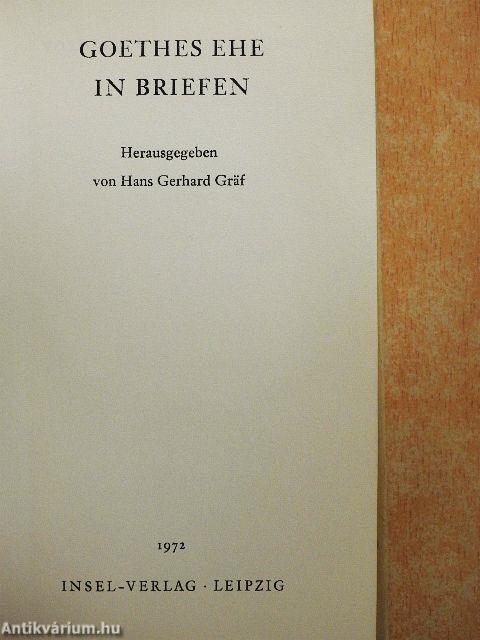 GOETHES EHE
IN BRIEFEN
Herausgegeben
von Hans Gerhard Gräf
1972
INSEL-VERLAG · LEIPZIG
Antikvárium.hu